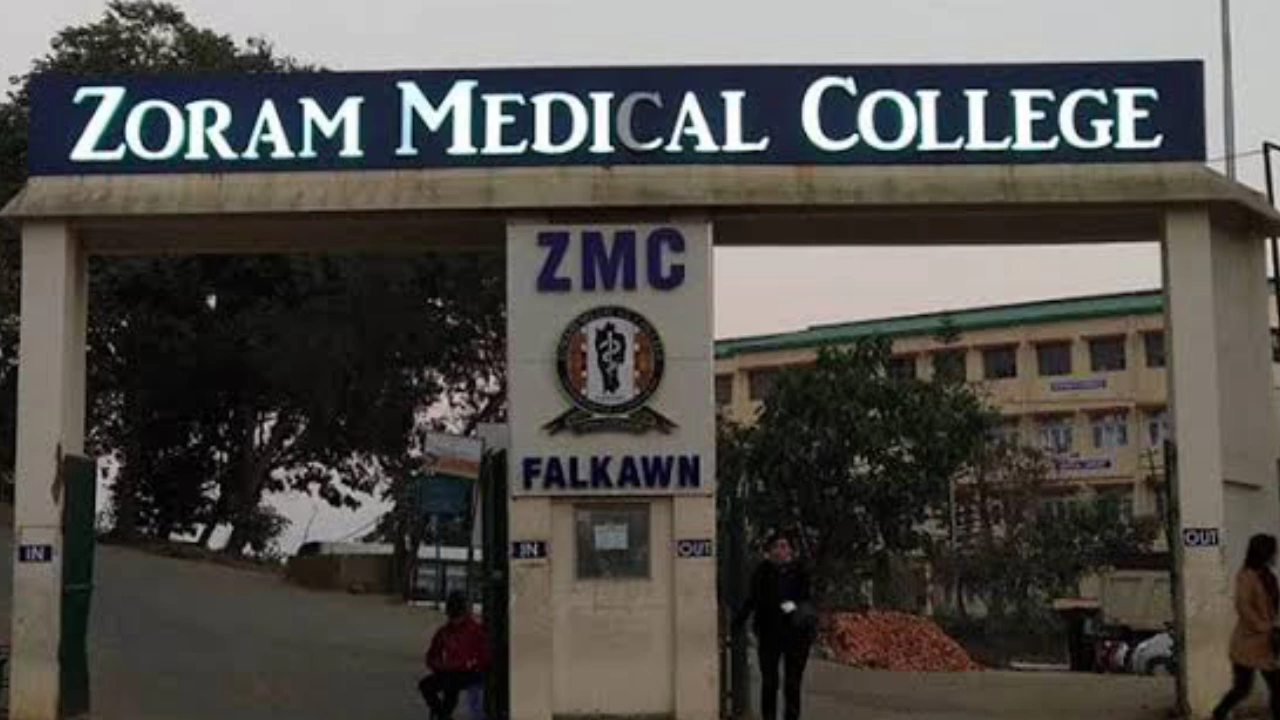 ZORAM MEDICAL COLLEGE
ZMC
FALKAWN
IN
IN
OUT
OUT